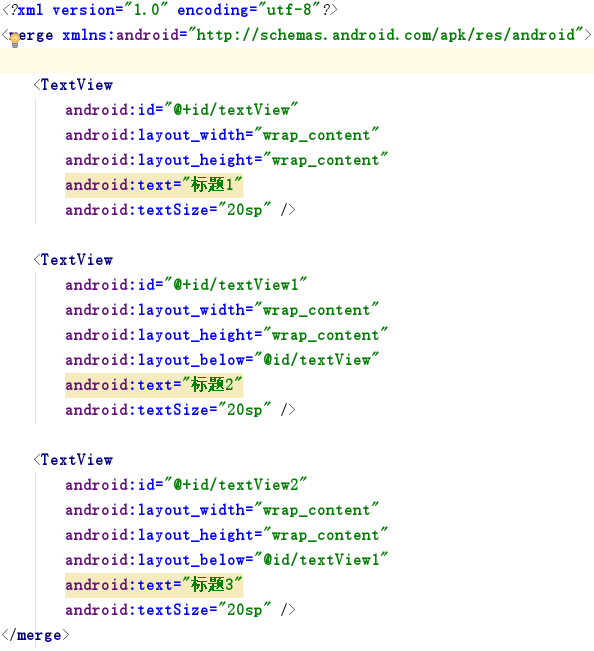 <?xml version="1.0" encoding="utf-8"?>
<merge xmlns:android="http://schemas.android.com/apk/res/android">
<TextView
android:id="@+id/textView"
android:layout_width="wrap_content"
android:layout_height="wrap_content"
android:text="标题1"
android:textSize="20sp" />
<TextView
android:id="@+id/textView1"
android:layout_width="wrap_content"
android:layout_height="wrap_content"
android:layout_below="@id/textView"
android:text="标题2"
android:textSize="20sp" />
<TextView
android:id="@+id/textView2"
android:layout_width="wrap_content"
android:layout_height="wrap_content"
android:layout_below="@id/textView1"
android:text="标题3"
android:textSize="20sp" />
</merge>